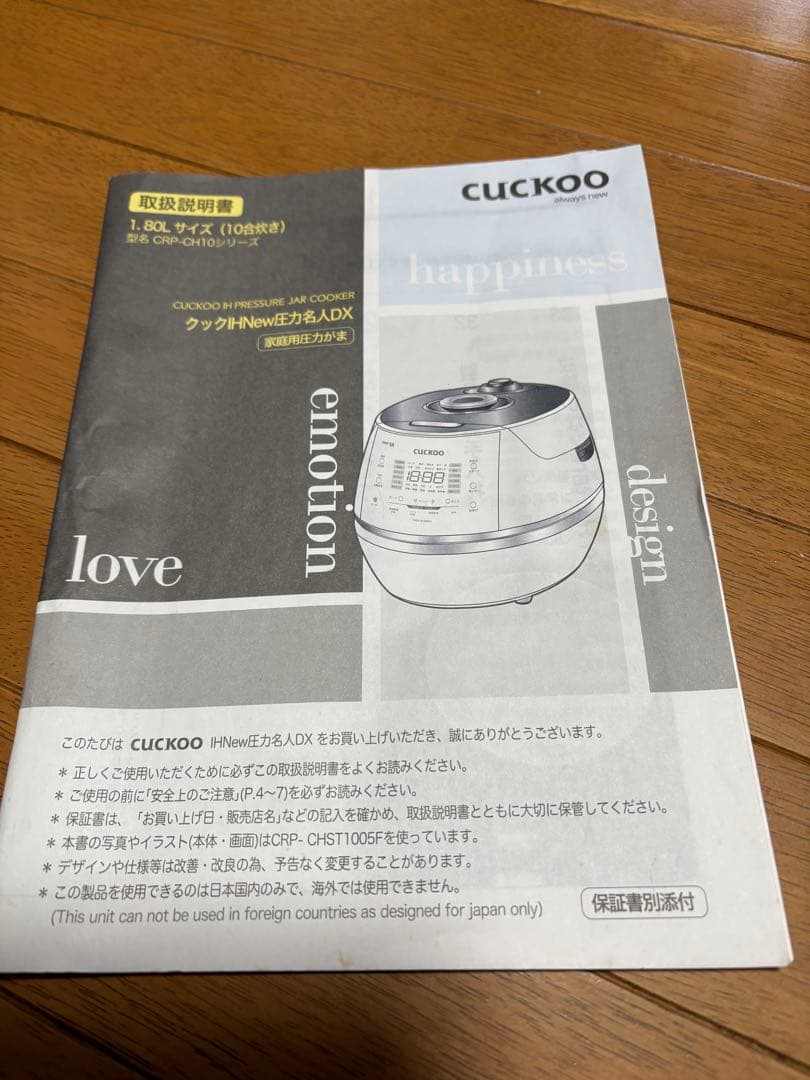 取扱説明書
1.80L サイズ (10合炊き)
型名 CRP-CH10シリーズ
CUCKOO IH PRESSURE JAR COOKER
クックIHNew圧力名人DX
家庭用圧力がま
cuckoo
always new
happiness
emotion
love
design
CUCKOO
18:88
このたびは CUCKOO IHNew圧力名人DX をお買い上げいただき、誠にありがとうございます。
* 正しくご使用いただくために必ずこの取扱説明書をよくお読みください。
* ご使用の前に「安全上のご注意」(P.4〜7)を必ずお読みください。
* 保証書は、「お買い上げ日・販売店名」などの記入を確かめ、取扱説明書とともに大切に保管してください。
* 本書の写真やイラスト(本体・画面)はCRP- CHST1005Fを使っています。
* デザインや仕様等は改善・改良の為、予告なく変更することがあります。
* この製品を使用できるのは日本国内のみで、海外では使用できません。
(This unit can not be used in foreign countries as designed for japan only)
保証書別添付